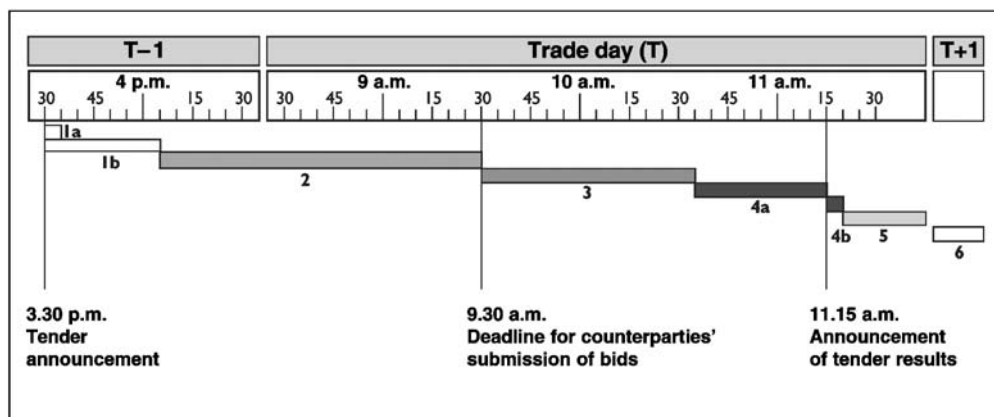 T–1 Trade day (T) T+1
4 p.m. 9 a.m. 10 a.m. 11 a.m.
30 45 15 30 30 45 15 30 45 15 30 45 15 30
1a
1b
2
3
4a
4b 5
6
3.30 p.m. 9.30 a.m. 11.15 a.m.
Tender Deadline for counterparties' Announcement
announcement submission of bids of tender results